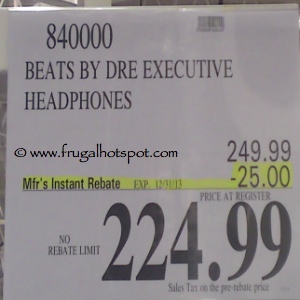 840000
BEATS BY DRE EXECUTIVE
HEADPHONES
© www.frugalhotspot.com
249.99
Mfr's Instant Rebate EXP. 12/31/13 -25.00
PRICE AT REGISTER
NO
REBATE LIMIT
224.99
Sales Tax on the pre-rebate price